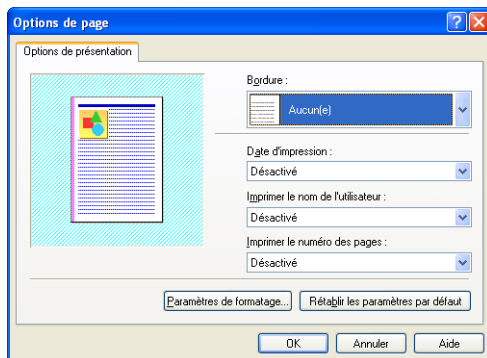 Options de page
Options de présentation
Bordure :
Aucun(e)
Date d'impression :
Désactivé
Imprimer le nom de l'utilisateur :
Désactivé
Imprimer le numéro des pages :
Désactivé
Paramètres de formatage... Rétablir les paramètres par défaut
OK Annuler Aide